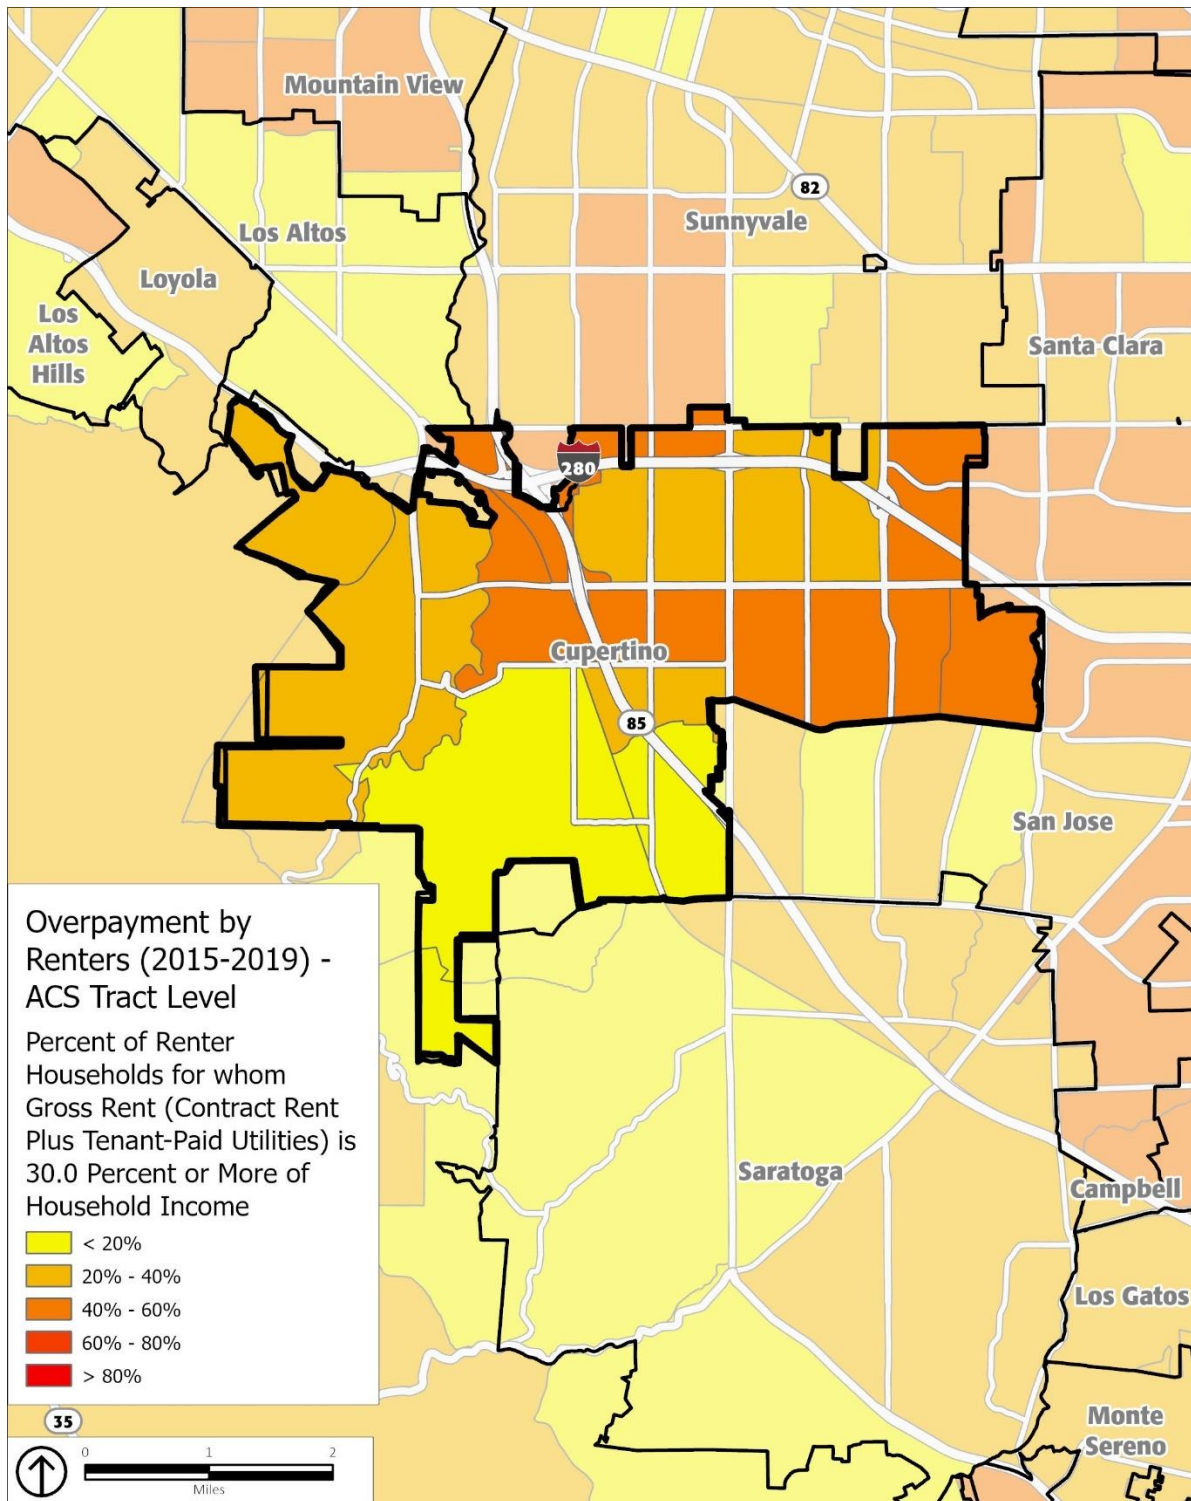 Mountain View
82
Sunnyvale
Los Altos
Loyola
Los
Altos
Hills
Santa Clara
280
Cupertino
85
San Jose
Overpayment by
Renters (2015-2019) -
ACS Tract Level
Percent of Renter
Households for whom
Gross Rent (Contract Rent
Plus Tenant-Paid Utilities) is
30.0 Percent or More of
Household Income
< 20%
20% - 40%
40% - 60%
60% - 80%
> 80%
Saratoga
Campbell
Los Gatos
Monte
Sereno
35
0 1 2
Miles